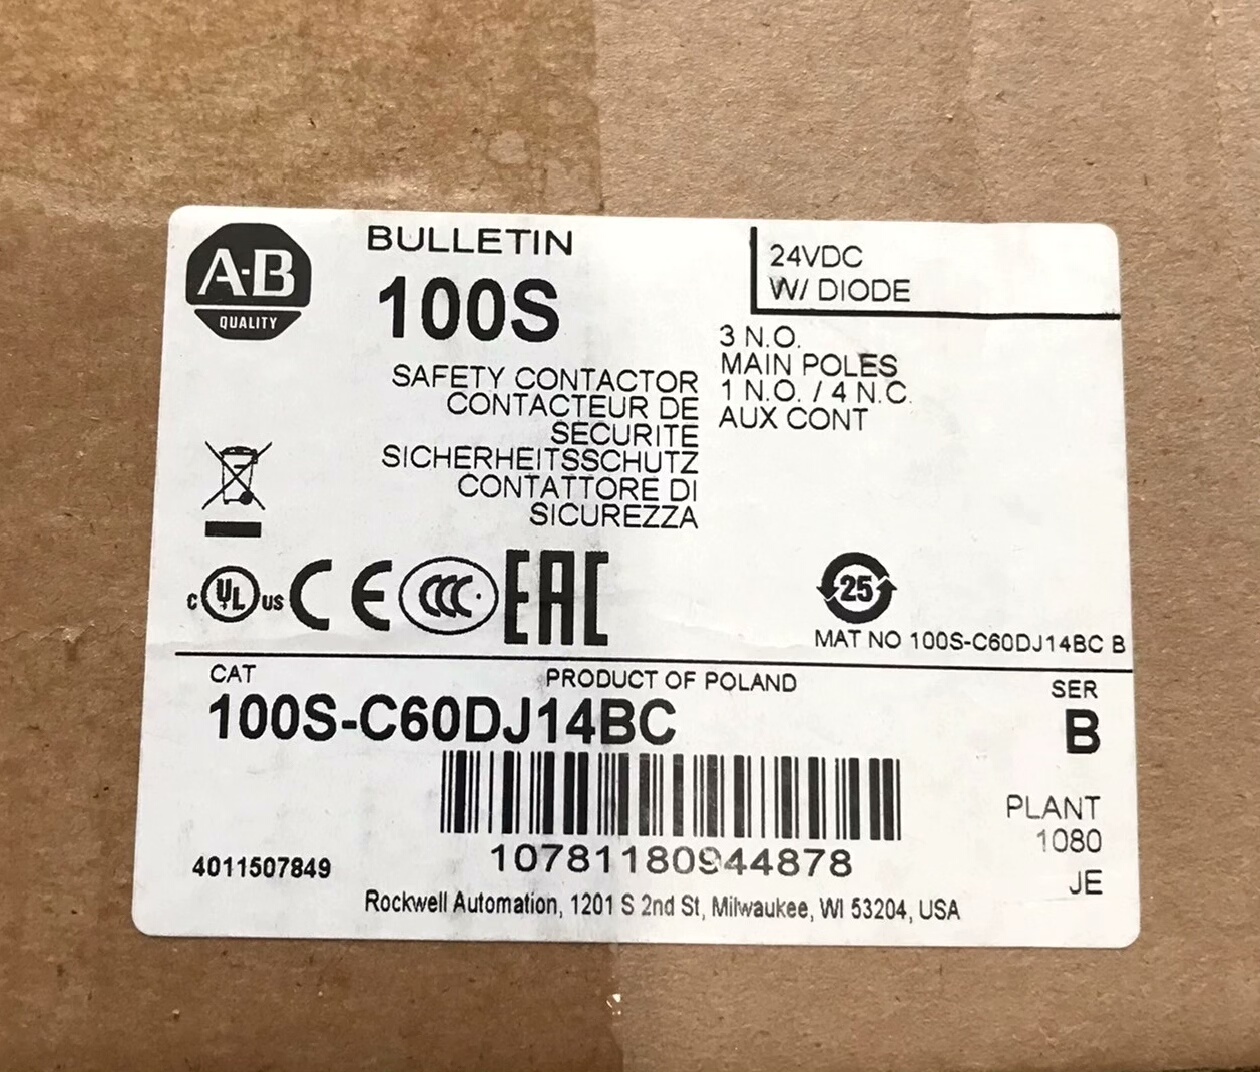 A-B
QUALITY
BULLETIN
100S
SAFETY CONTACTOR
CONTACTEUR DE
SECURITE
SICHERHEITSSCHUTZ
CONTATTORE DI
SICUREZZA
24VDC
W/ DIODE
3 N.O.
MAIN POLES
1 N.O. / 4 N.C.
AUX CONT
C UL US CE CCC EAC
25
MAT NO 100S-C60DJ14BC B
CAT
PRODUCT OF POLAND
SER
100S-C60DJ14BC
B
PLANT
1080
JE
10781180944878
4011507849
Rockwell Automation, 1201 S 2nd St, Milwaukee, WI 53204, USA